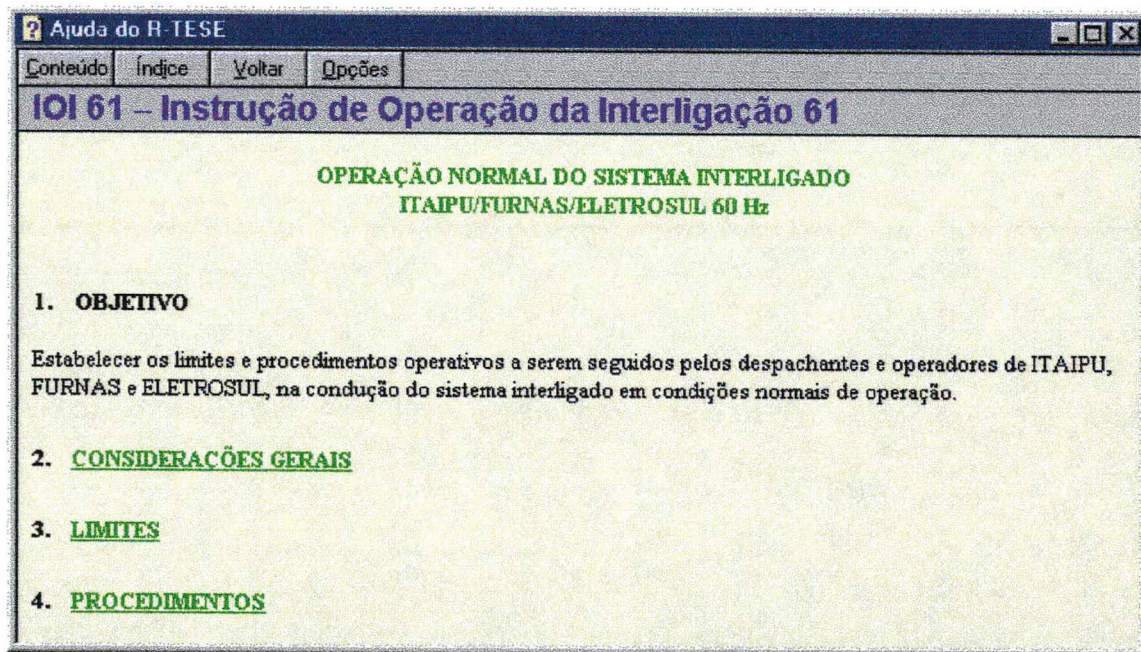 ? Ajuda do R-TESE
Conteúdo Índice Voltar Opções
IOI 61 – Instrução de Operação da Interligação 61
OPERAÇÃO NORMAL DO SISTEMA INTERLIGADO
ITAIPU/FURNAS/ELETROSUL 60 Hz
1. OBJETIVO
Estabelecer os limites e procedimentos operativos a serem seguidos pelos despachantes e operadores de ITAIPU,
FURNAS e ELETROSUL, na condução do sistema interligado em condições normais de operação.
2. CONSIDERAÇÕES GERAIS
3. LIMITES
4. PROCEDIMENTOS